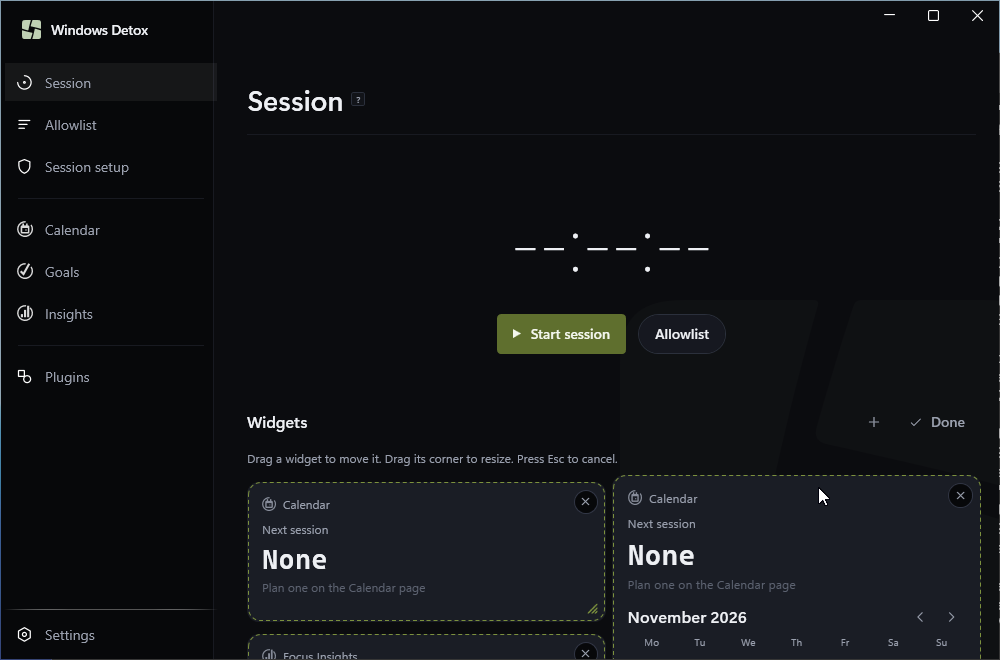 Windows Detox
Session
Allowlist
Session setup
Calendar
Goals
Insights
Plugins
Settings
Session ?
__:__:__
Start session
Allowlist
Widgets
Done
Drag a widget to move it. Drag its corner to resize. Press Esc to cancel.
Calendar
Next session
None
Plan one on the Calendar page
Focus Insights
Calendar
Next session
None
Plan one on the Calendar page
November 2026
Mo Tu We Th Fr Sa Su